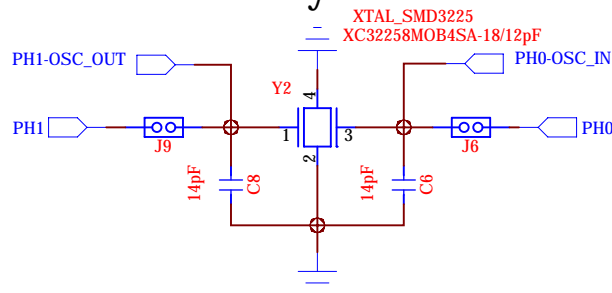 XTAL_SMD3225
XC32258MOB4SA-18/12pF
PH1-OSC_OUT
PH0-OSC_IN
Y2
4
PH1
1
3
PH0
J9
J6
2
14pF
C8
14pF
C6